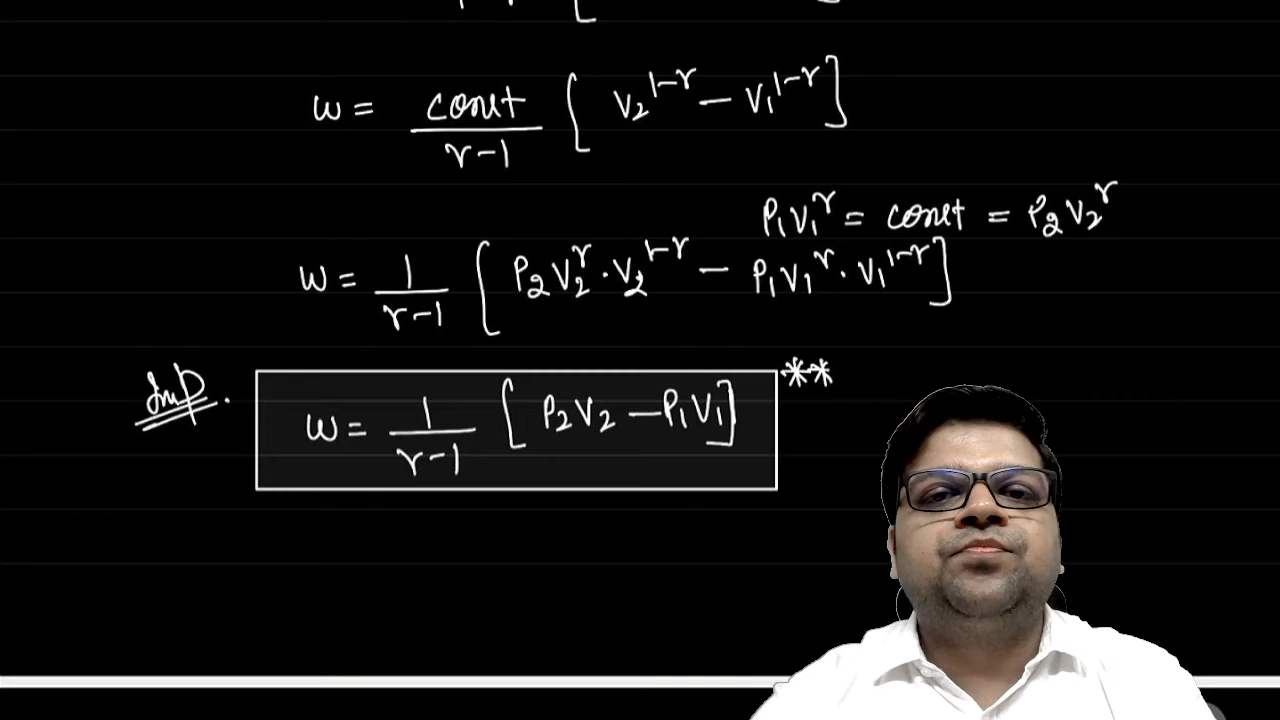 w = const/γ-1 [ V₂^1-γ - V₁^1-γ ]
P₁V₁^γ = const = P₂V₂^γ
w = 1/γ-1 [ P₂V₂^γ · V₂^1-γ - P₁V₁^γ · V₁^1-γ ]
Imp. w = 1/γ-1 [ P₂V₂ - P₁V₁ ] **